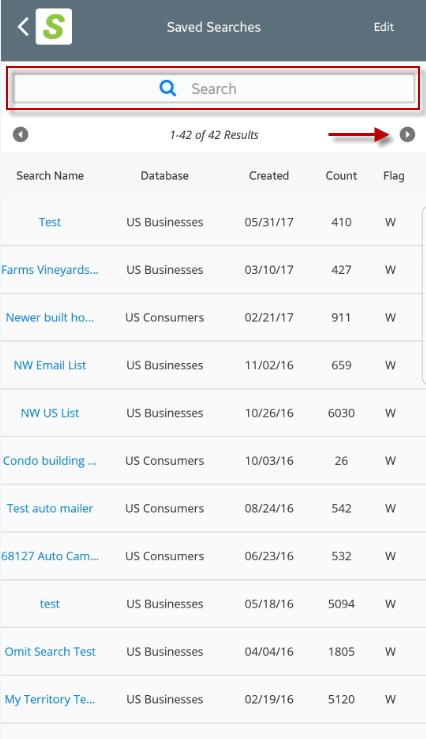 S
Saved Searches Edit
Search
1-42 of 42 Results
Search Name Database Created Count Flag
Test US Businesses 05/31/17 410 W
Farms Vineyards... US Businesses 03/10/17 427 W
Newer built ho... US Consumers 02/21/17 911 W
NW Email List US Businesses 11/02/16 659 W
NW US List US Businesses 10/26/16 6030 W
Condo building ... US Consumers 10/03/16 26 W
Test auto mailer US Consumers 08/24/16 542 W
68127 Auto Cam... US Consumers 06/23/16 532 W
test US Businesses 05/18/16 5094 W
Omit Search Test US Businesses 04/04/16 1805 W
My Territory Te... US Businesses 02/19/16 5120 W